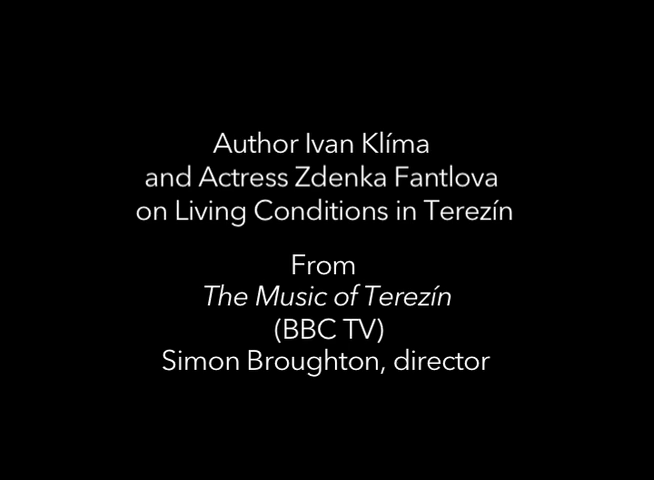 Author Ivan Klíma
and Actress Zdenka Fantlova
on Living Conditions in Terezín
From
The Music of Terezín
(BBC TV)
Simon Broughton, director